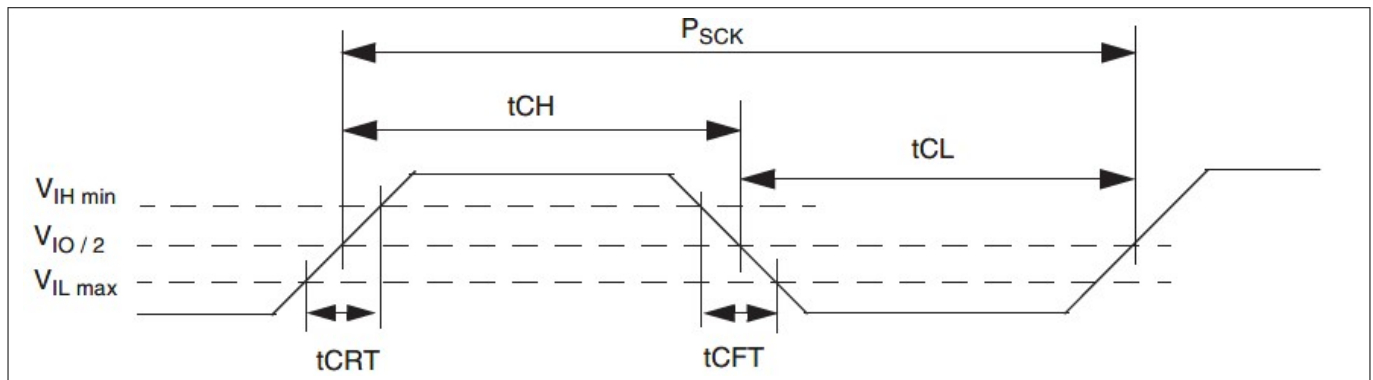 PSCK
tCH
tCL
VIH min
VIO / 2
VIL max
tCRT
tCFT